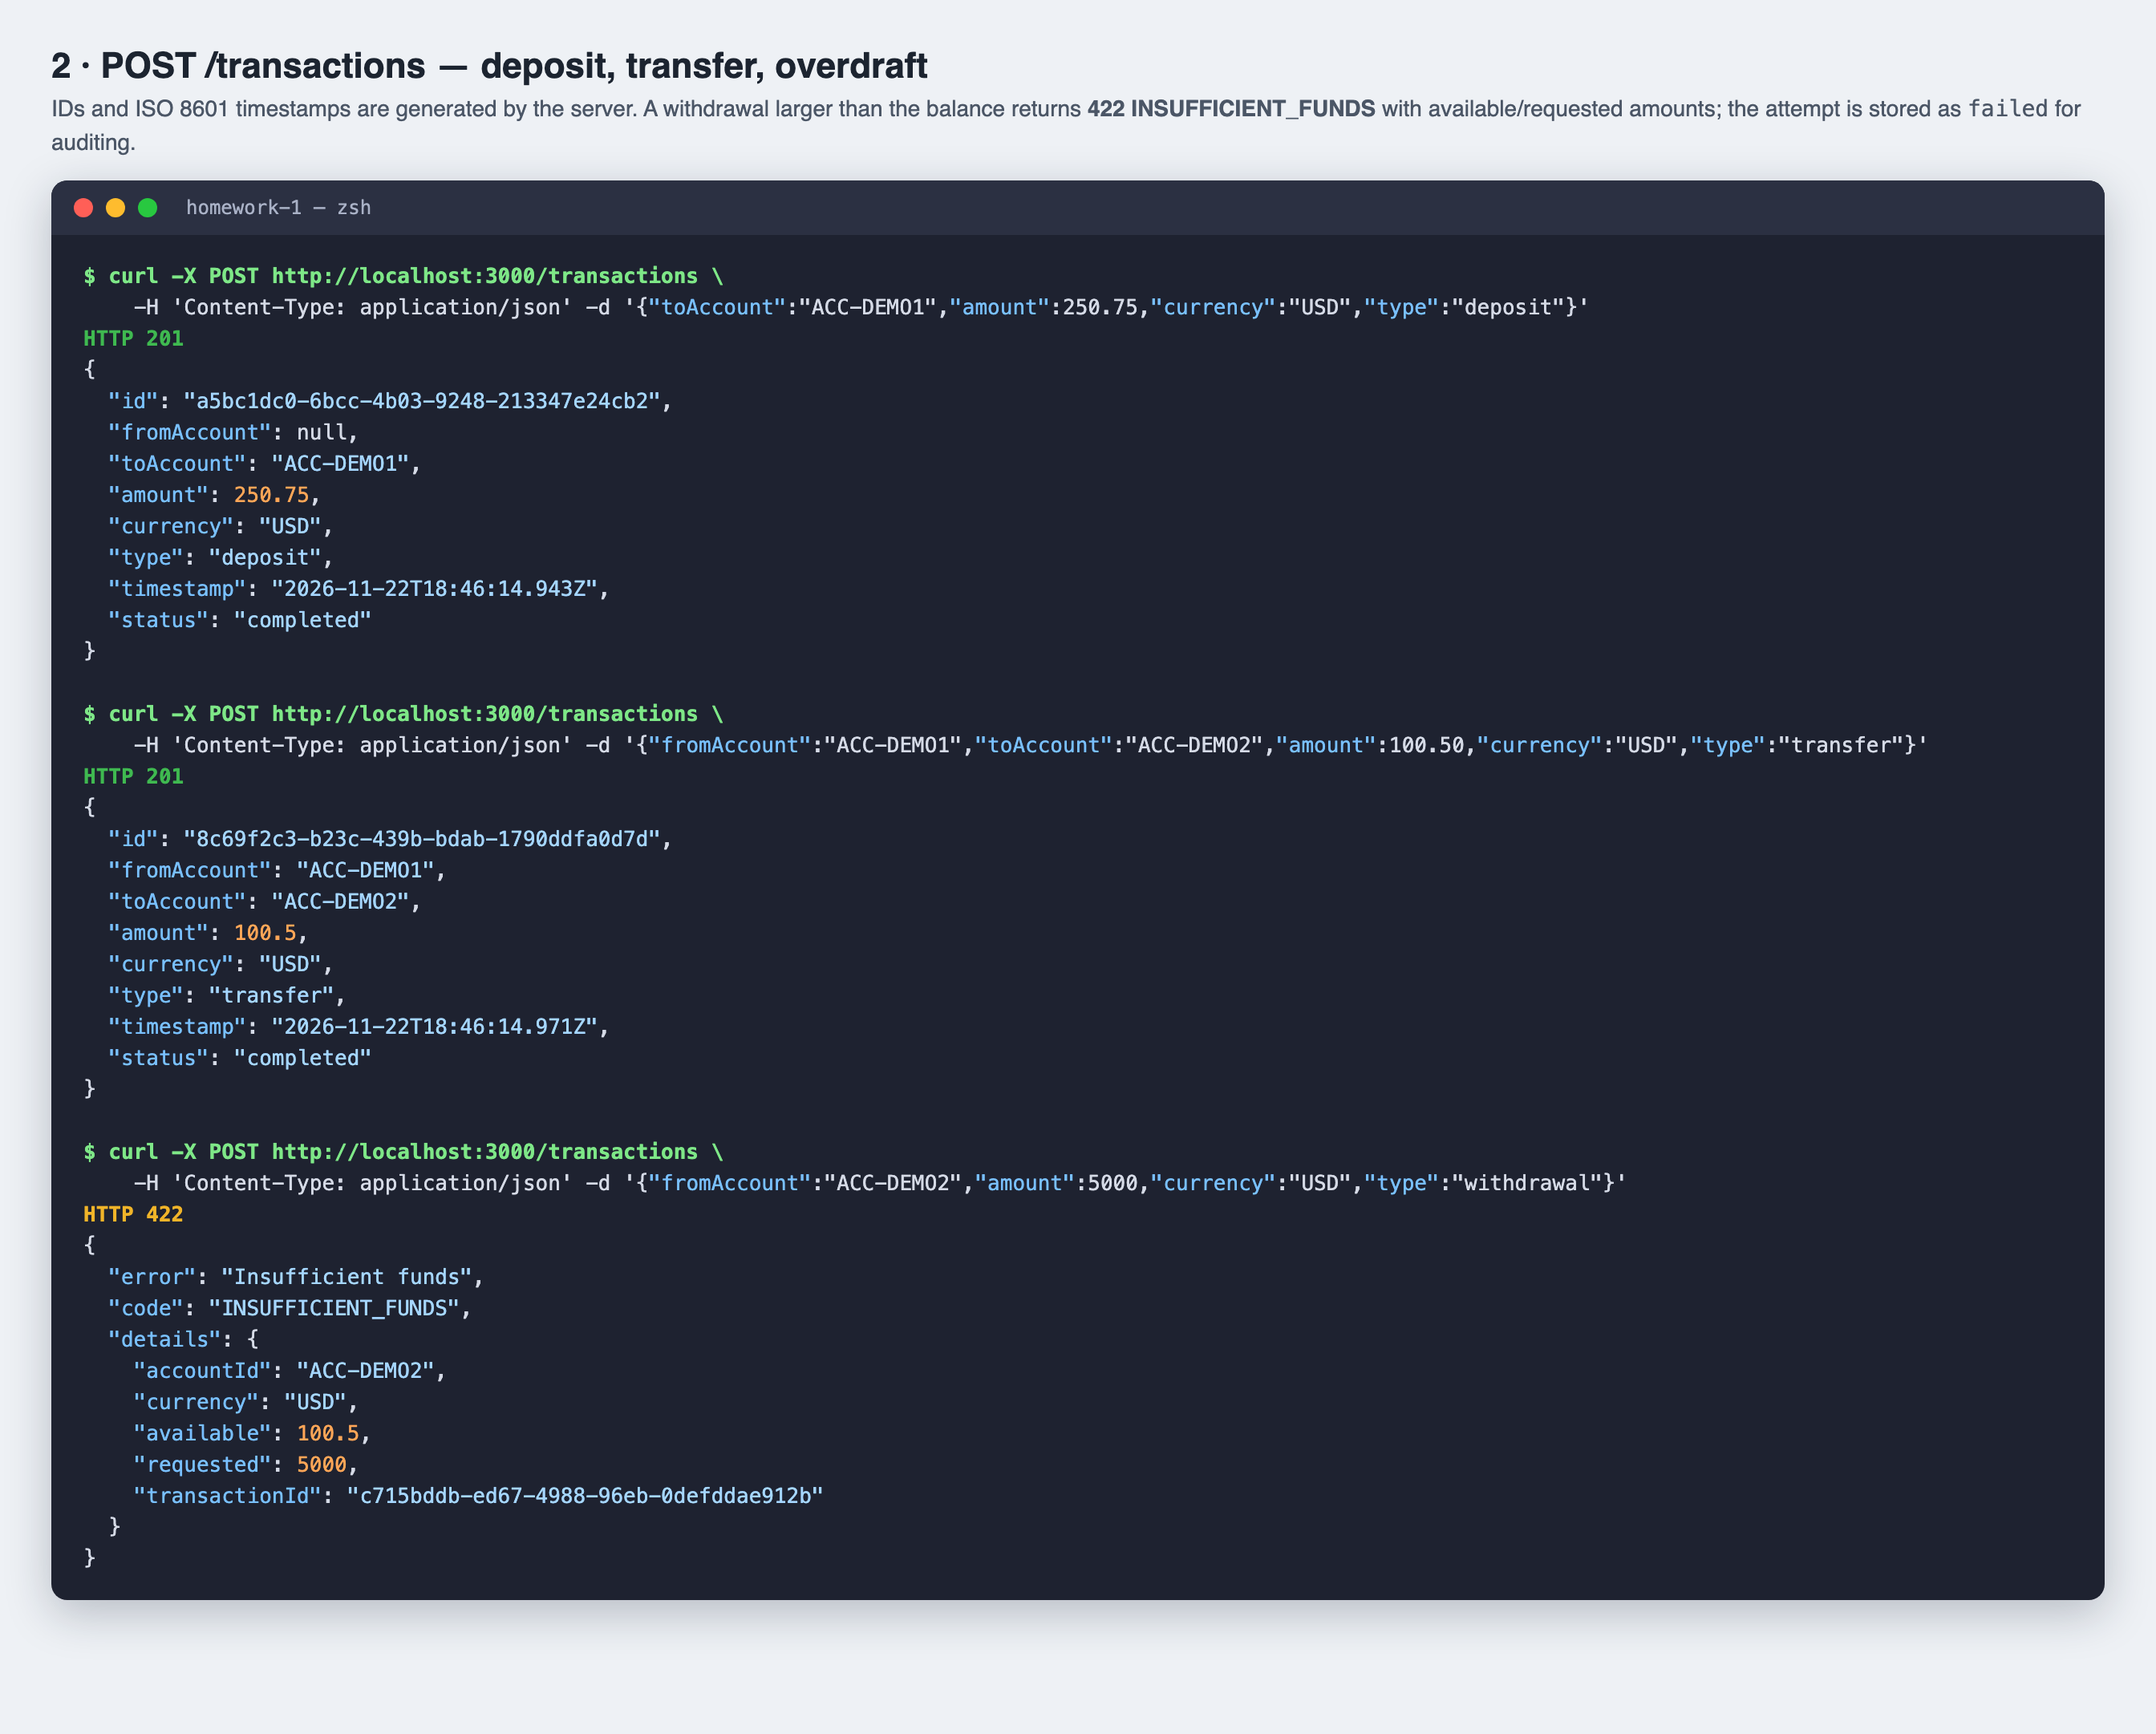 2 · POST /transactions — deposit, transfer, overdraft
IDs and ISO 8601 timestamps are generated by the server. A withdrawal larger than the balance returns 422 INSUFFICIENT_FUNDS with available/requested amounts; the attempt is stored as failed for
auditing.
homework-1 — zsh
$ curl -X POST http://localhost:3000/transactions \
    -H 'Content-Type: application/json' -d '{"toAccount":"ACC-DEMO1","amount":250.75,"currency":"USD","type":"deposit"}'
HTTP 201
{
  "id": "a5bc1dc0-6bcc-4b03-9248-213347e24cb2",
  "fromAccount": null,
  "toAccount": "ACC-DEMO1",
  "amount": 250.75,
  "currency": "USD",
  "type": "deposit",
  "timestamp": "2026-11-22T18:46:14.943Z",
  "status": "completed"
}
$ curl -X POST http://localhost:3000/transactions \
    -H 'Content-Type: application/json' -d '{"fromAccount":"ACC-DEMO1","toAccount":"ACC-DEMO2","amount":100.50,"currency":"USD","type":"transfer"}'
HTTP 201
{
  "id": "8c69f2c3-b23c-439b-bdab-1790ddfa0d7d",
  "fromAccount": "ACC-DEMO1",
  "toAccount": "ACC-DEMO2",
  "amount": 100.5,
  "currency": "USD",
  "type": "transfer",
  "timestamp": "2026-11-22T18:46:14.971Z",
  "status": "completed"
}
$ curl -X POST http://localhost:3000/transactions \
    -H 'Content-Type: application/json' -d '{"fromAccount":"ACC-DEMO2","amount":5000,"currency":"USD","type":"withdrawal"}'
HTTP 422
{
  "error": "Insufficient funds",
  "code": "INSUFFICIENT_FUNDS",
  "details": {
    "accountId": "ACC-DEMO2",
    "currency": "USD",
    "available": 100.5,
    "requested": 5000,
    "transactionId": "c715bddb-ed67-4988-96eb-0defddae912b"
  }
}